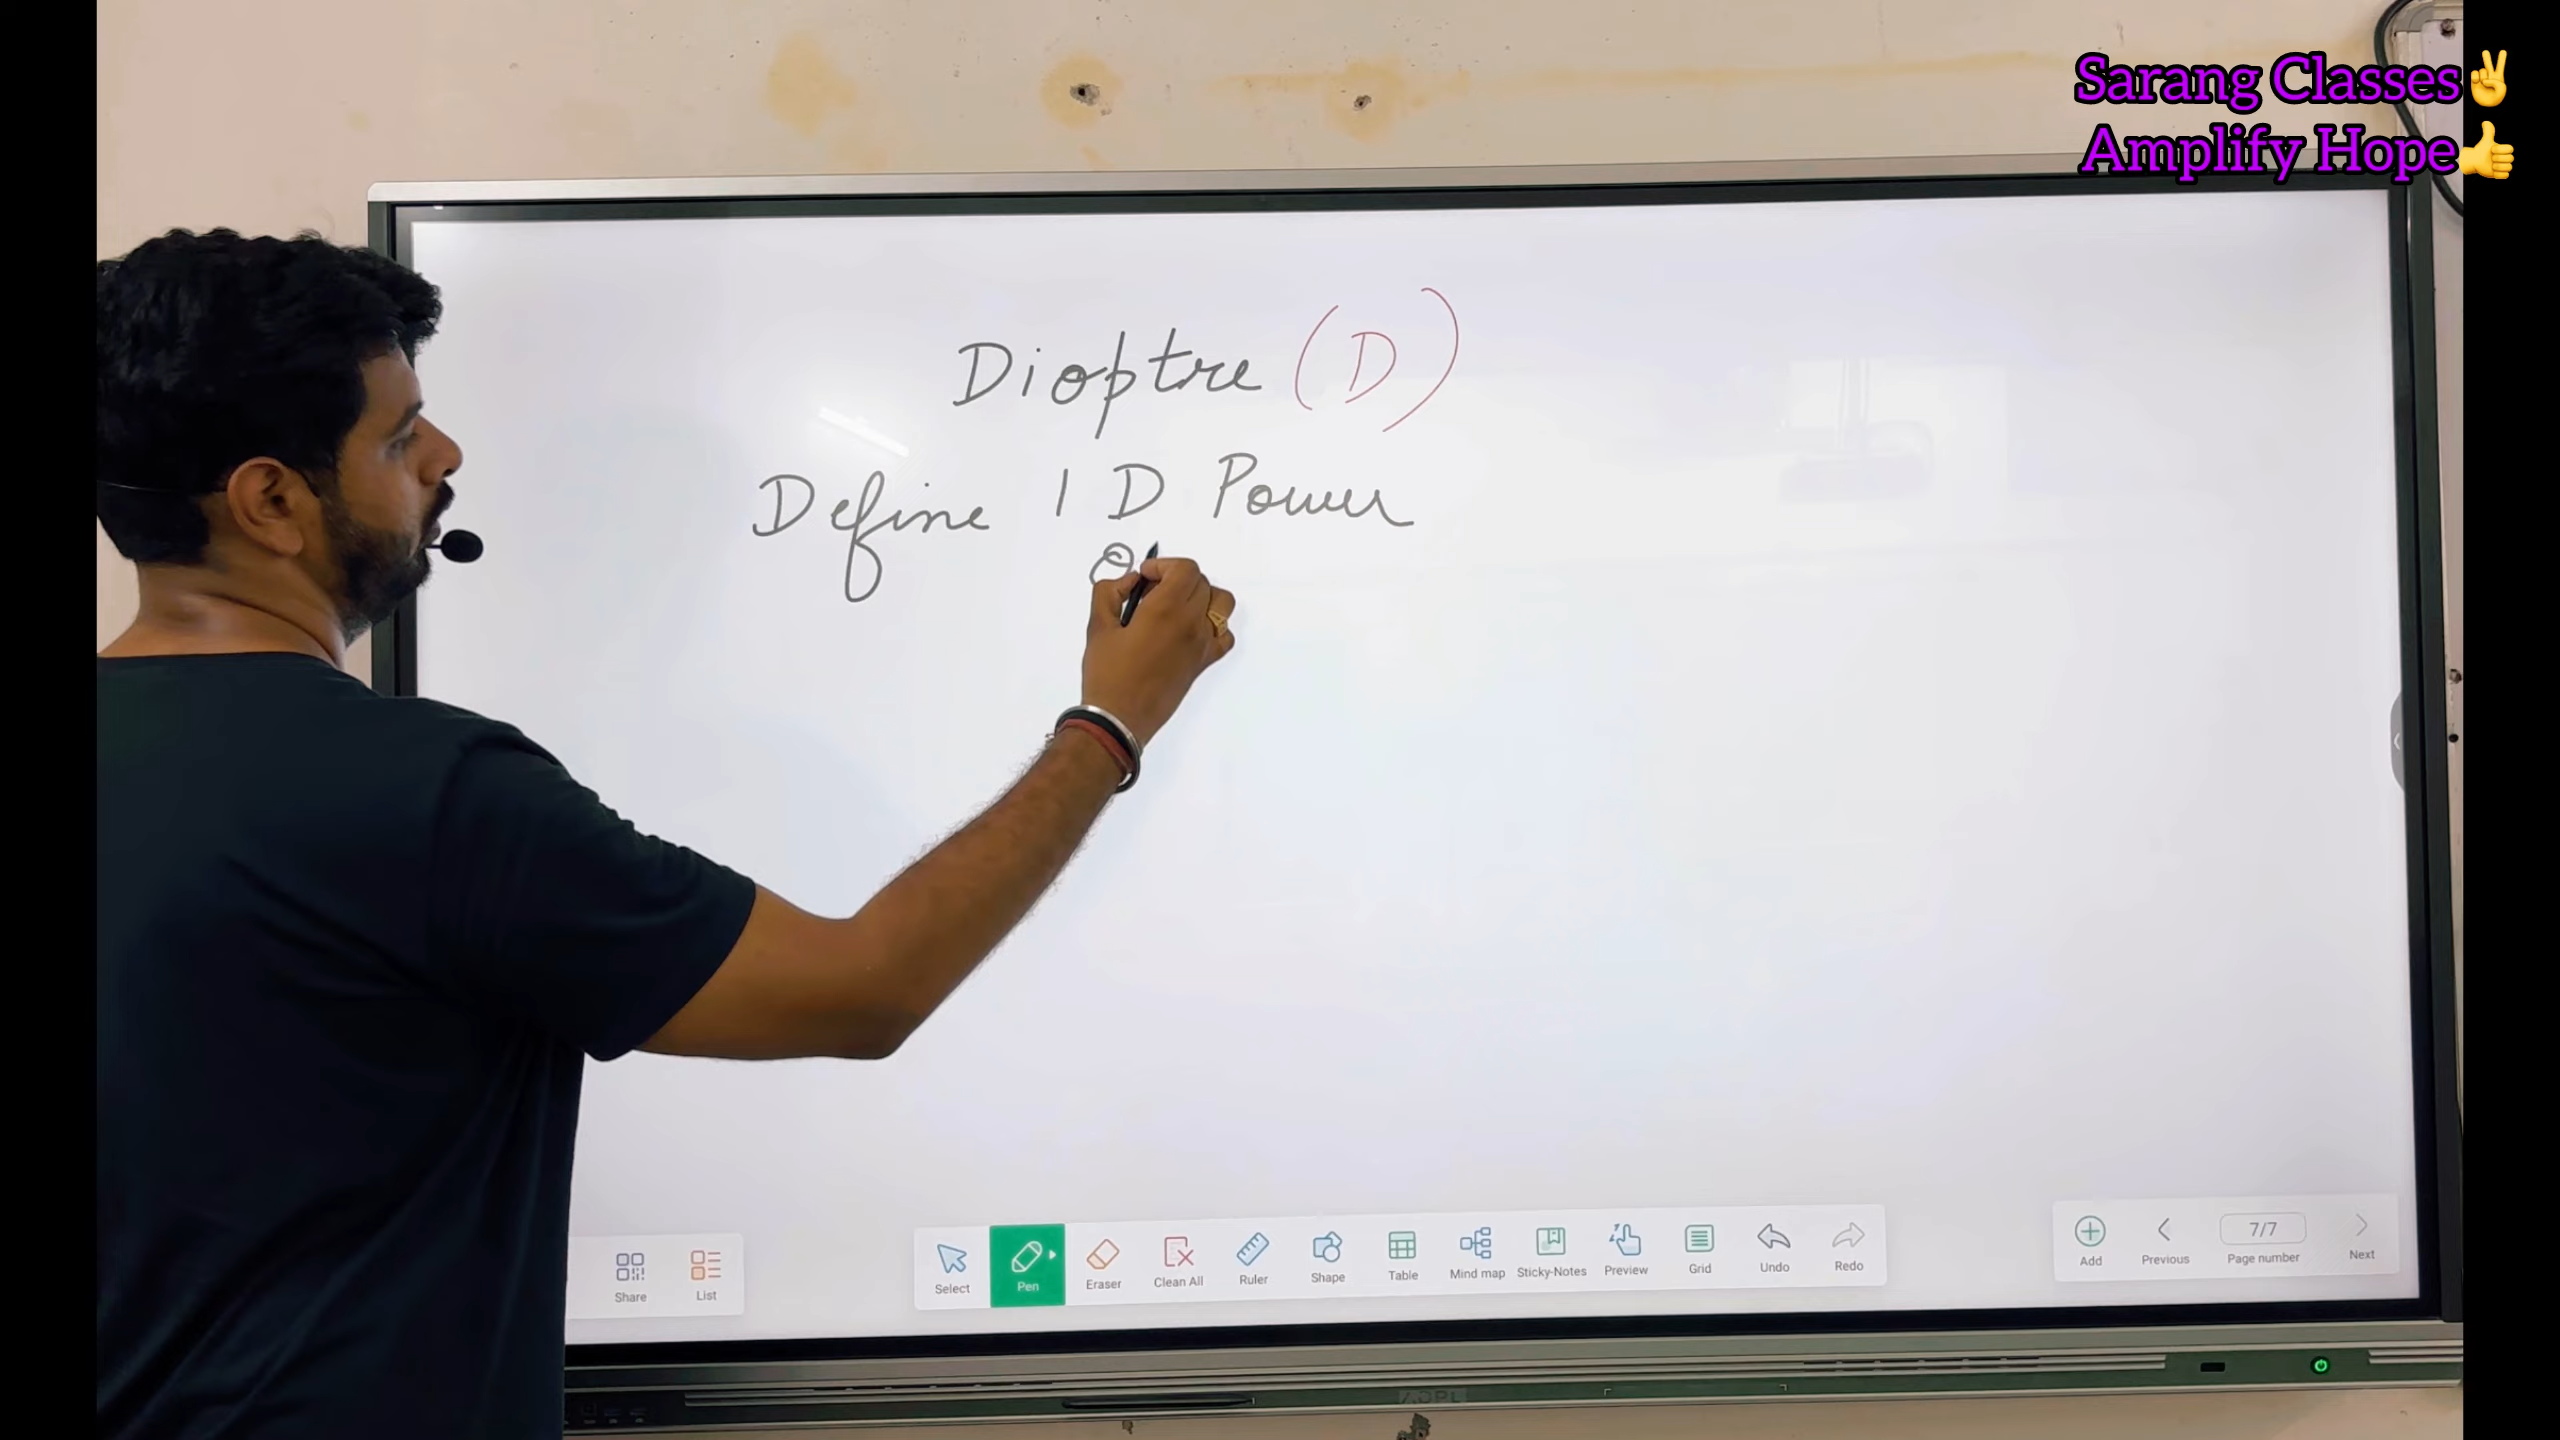 Sarang Classes✌
Amplify Hope👍
Dioptre (D)
Define 1 D Power
Share
List
Select
Pen
Eraser
Clean All
Ruler
Shape
Table
Mind map
Sticky-Notes
Preview
Grid
Undo
Redo
Add
Previous
7/7
Page number
Next